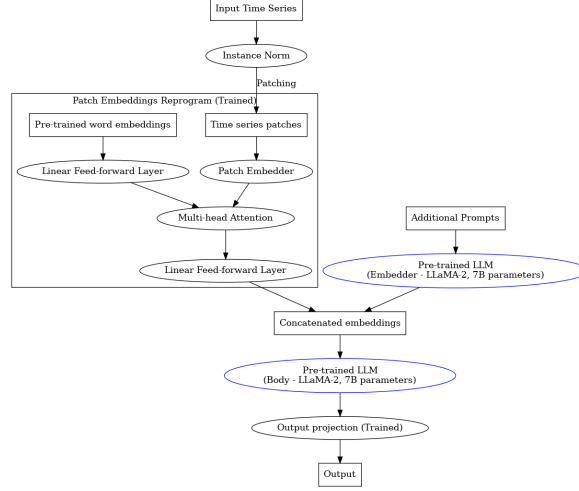 Input Time Series
Instance Norm
Patching
Patch Embeddings Reprogram (Trained)
Pre-trained word embeddings
Time series patches
Linear Feed-forward Layer
Patch Embedder
Multi-head Attention
Additional Prompts
Linear Feed-forward Layer
Pre-trained LLM
(Embedder - LLaMA-2, 7B parameters)
Concatenated embeddings
Pre-trained LLM
(Body - LLaMA-2, 7B parameters)
Output projection (Trained)
Output